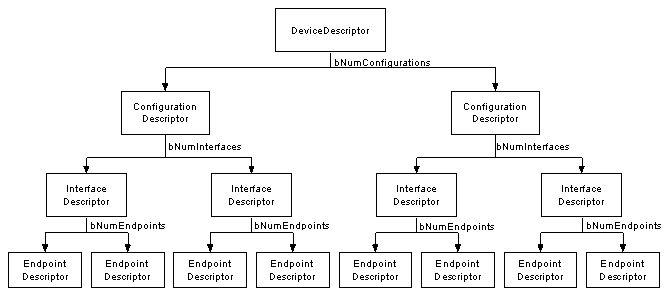 DeviceDescriptor
bNumConfigurations
Configuration
Descriptor
Configuration
Descriptor
bNumInterfaces
bNumInterfaces
Interface
Descriptor
Interface
Descriptor
Interface
Descriptor
Interface
Descriptor
bNumEndpoints
bNumEndpoints
bNumEndpoints
bNumEndpoints
Endpoint
Descriptor
Endpoint
Descriptor
Endpoint
Descriptor
Endpoint
Descriptor
Endpoint
Descriptor
Endpoint
Descriptor
Endpoint
Descriptor
Endpoint
Descriptor